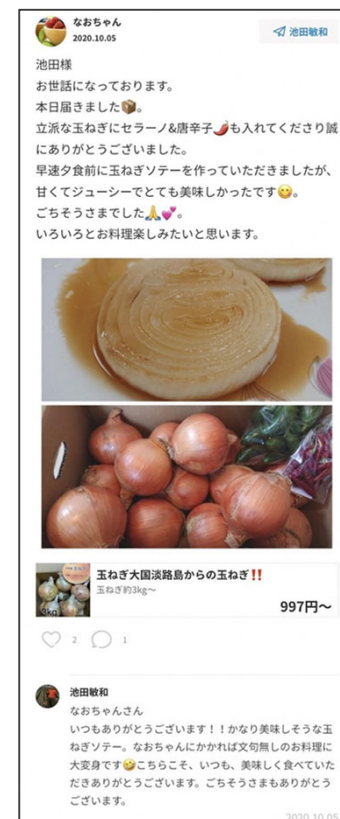 なおちゃん
2020.10.05
池田敏和
池田様
お世話になっております。
本日届きました📦。
立派な玉ねぎにセラーノ&唐辛子🌶️も入れてくださり誠
にありがとうございました。
早速夕食前に玉ねぎソテーを作っていただきましたが、
甘くてジューシーでとても美味しかったです😋。
ごちそうさまでした🙏💕。
いろいろとお料理楽しみたいと思います。
玉ねぎ大国淡路島からの玉ねぎ‼️
玉ねぎ約3kg〜
3kg
997円〜
2
1
池田敏和
なおちゃんさん
いつもありがとうございます！！かなり美味しそうな玉
ねぎソテー。なおちゃんにかかれば文句無しのお料理に
大変身です🤣こちらこそ、いつも、美味しく食べていた
だきありがとうございます。ごちそうさまもありがとう
ございます。
2020.10.05